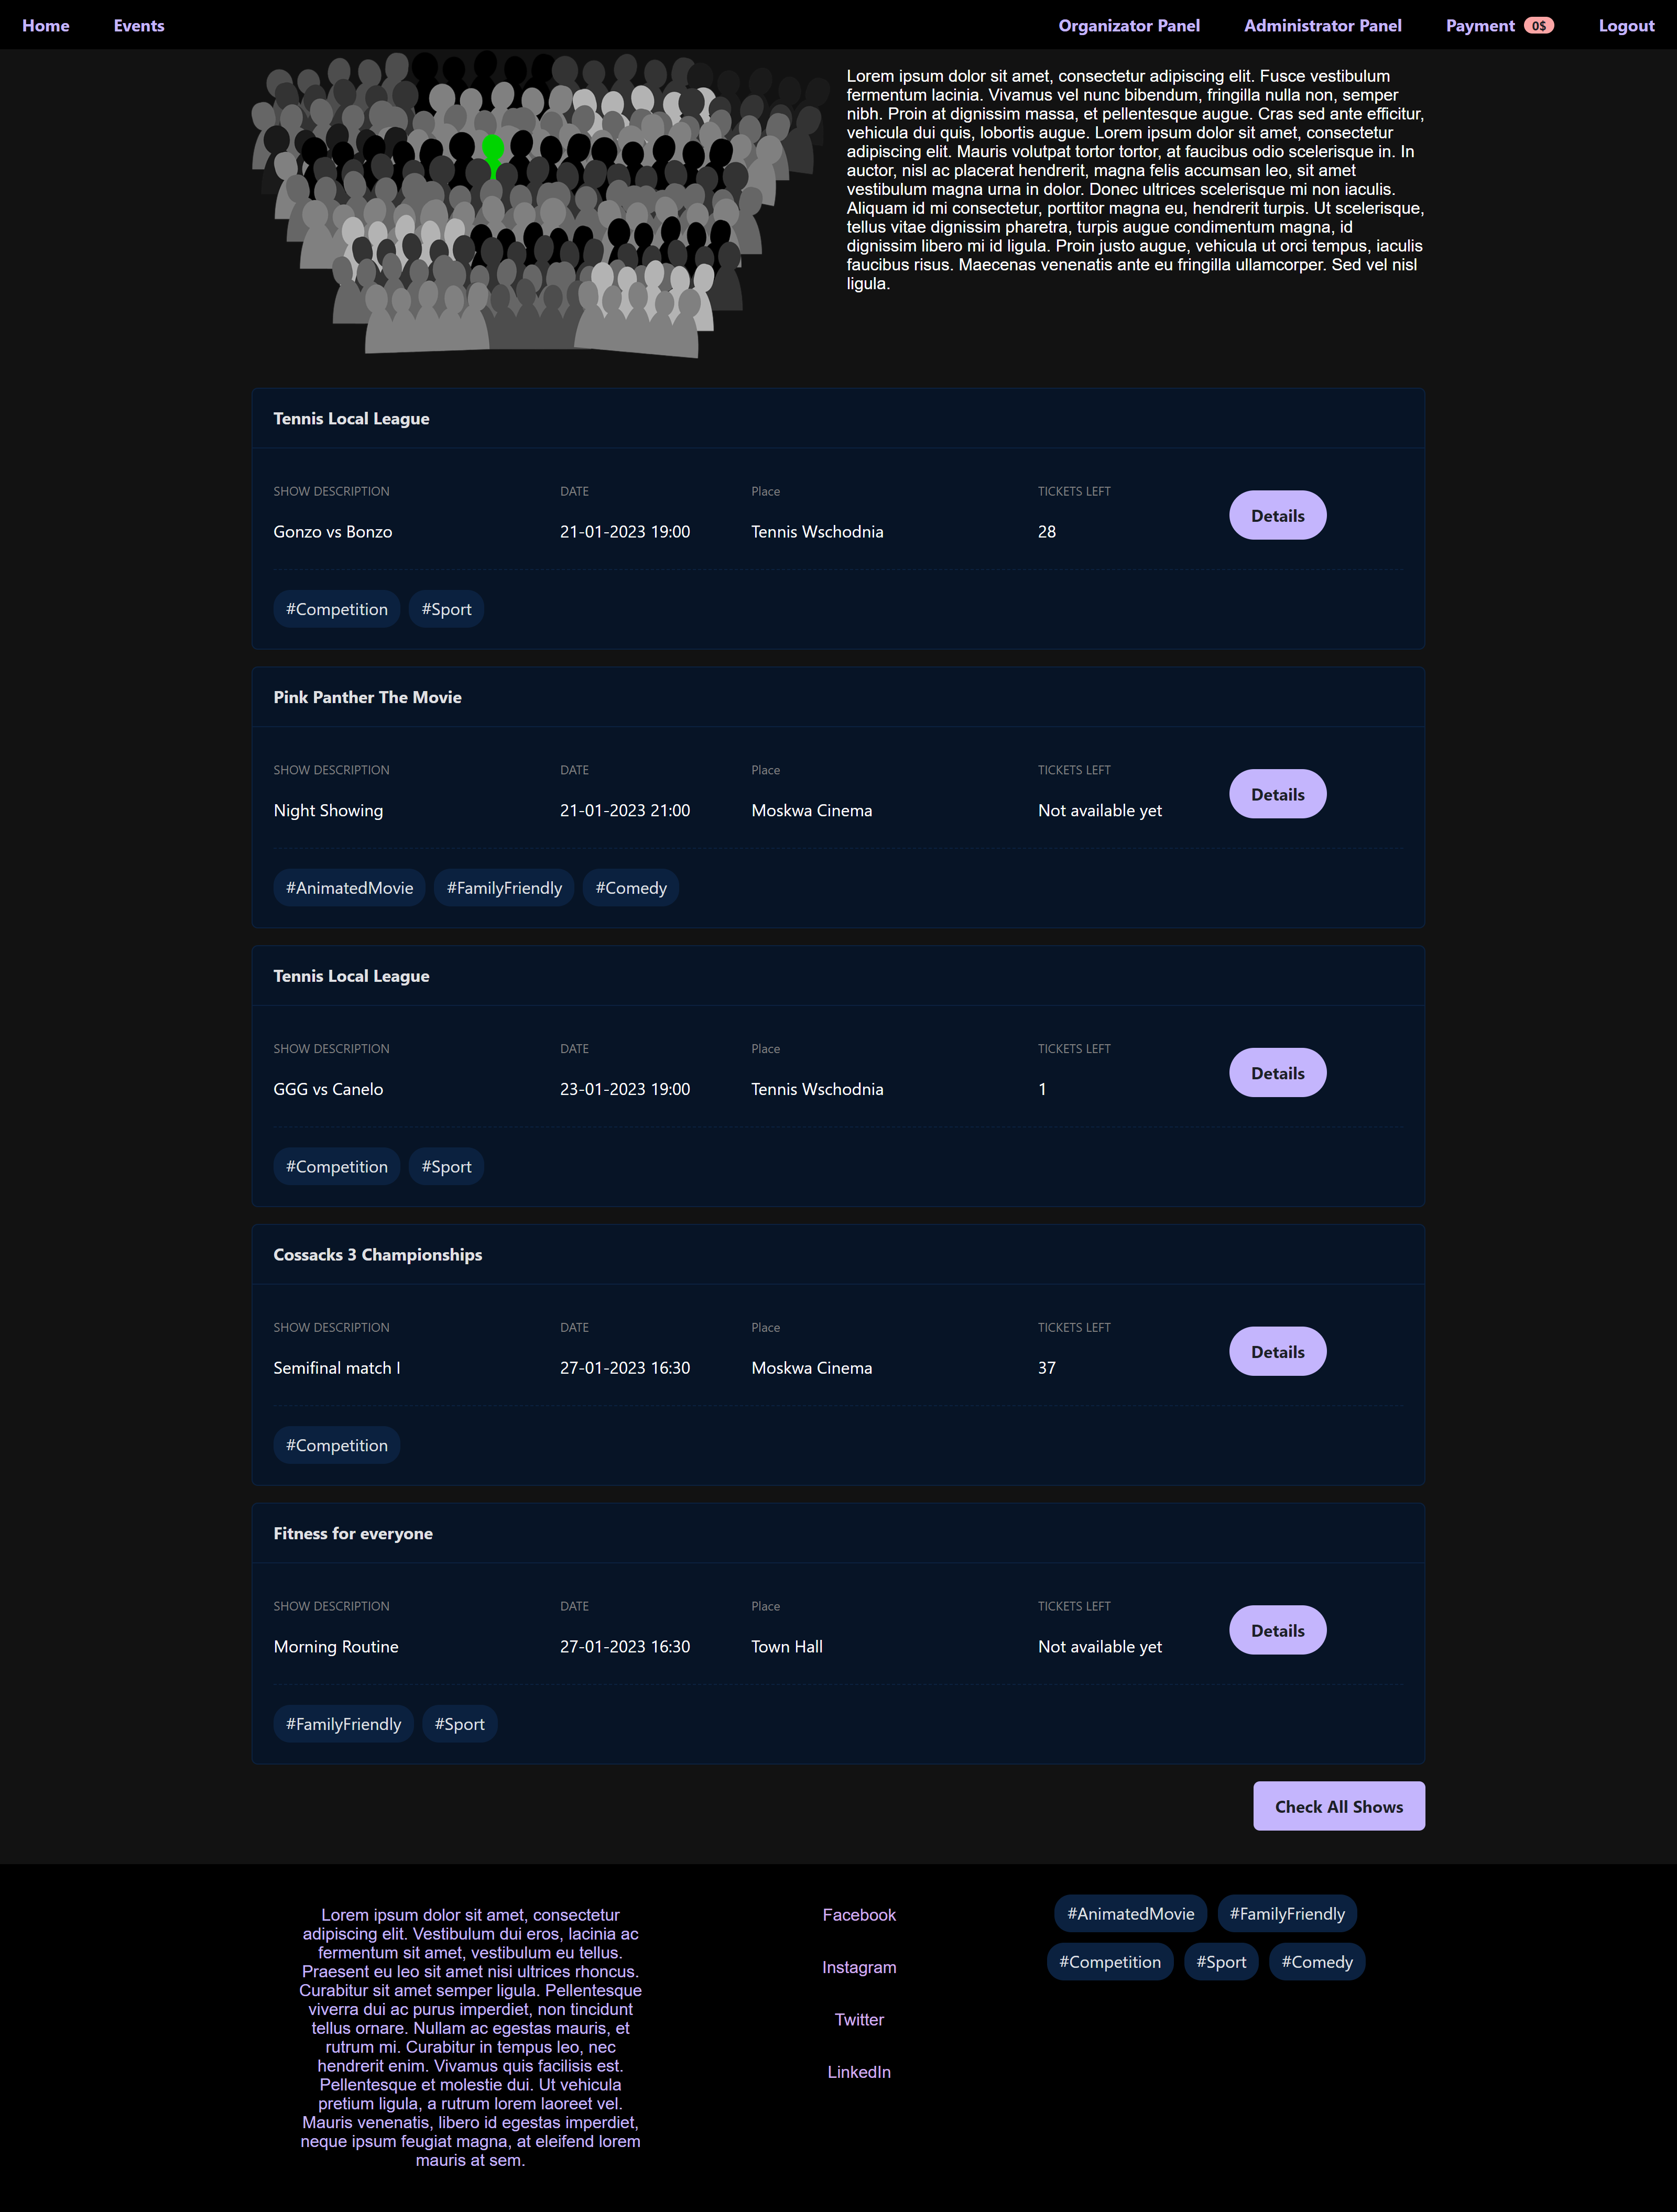 Home Events Organizator Panel Administrator Panel Payment 0$ Logout
Lorem ipsum dolor sit amet, consectetur adipiscing elit. Fusce vestibulum
fermentum lacinia. Vivamus vel nunc bibendum, fringilla nulla non, semper
nibh. Proin at dignissim massa, et pellentesque augue. Cras sed ante efficitur,
vehicula dui quis, lobortis augue. Lorem ipsum dolor sit amet, consectetur
adipiscing elit. Mauris volutpat tortor tortor, at faucibus odio scelerisque in. In
auctor, nisl ac placerat hendrerit, magna felis accumsan leo, sit amet
vestibulum magna urna in dolor. Donec ultrices scelerisque mi non iaculis.
Aliquam id mi consectetur, porttitor magna eu, hendrerit turpis. Ut scelerisque,
tellus vitae dignissim pharetra, turpis augue condimentum magna, id
dignissim libero mi id ligula. Proin justo augue, vehicula ut orci tempus, iaculis
faucibus risus. Maecenas venenatis ante eu fringilla ullamcorper. Sed vel nisl
ligula.
Tennis Local League
SHOW DESCRIPTION DATE Place TICKETS LEFT
Gonzo vs Bonzo 21-01-2023 19:00 Tennis Wschodnia 28
Details
#Competition #Sport
Pink Panther The Movie
SHOW DESCRIPTION DATE Place TICKETS LEFT
Night Showing 21-01-2023 21:00 Moskwa Cinema Not available yet
Details
#AnimatedMovie #FamilyFriendly #Comedy
Tennis Local League
SHOW DESCRIPTION DATE Place TICKETS LEFT
GGG vs Canelo 23-01-2023 19:00 Tennis Wschodnia 1
Details
#Competition #Sport
Cossacks 3 Championships
SHOW DESCRIPTION DATE Place TICKETS LEFT
Semifinal match I 27-01-2023 16:30 Moskwa Cinema 37
Details
#Competition
Fitness for everyone
SHOW DESCRIPTION DATE Place TICKETS LEFT
Morning Routine 27-01-2023 16:30 Town Hall Not available yet
Details
#FamilyFriendly #Sport
Check All Shows
Lorem ipsum dolor sit amet, consectetur
adipiscing elit. Vestibulum dui eros, lacinia ac
fermentum sit amet, vestibulum eu tellus.
Praesent eu leo sit amet nisi ultrices rhoncus.
Curabitur sit amet semper ligula. Pellentesque
viverra dui ac purus imperdiet, non tincidunt
tellus ornare. Nullam ac egestas mauris, et
rutrum mi. Curabitur in tempus leo, nec
hendrerit enim. Vivamus quis facilisis est.
Pellentesque et molestie dui. Ut vehicula
pretium ligula, a rutrum lorem laoreet vel.
Mauris venenatis, libero id egestas imperdiet,
neque ipsum feugiat magna, at eleifend lorem
mauris at sem.
Facebook
Instagram
Twitter
LinkedIn
#AnimatedMovie #FamilyFriendly
#Competition #Sport #Comedy